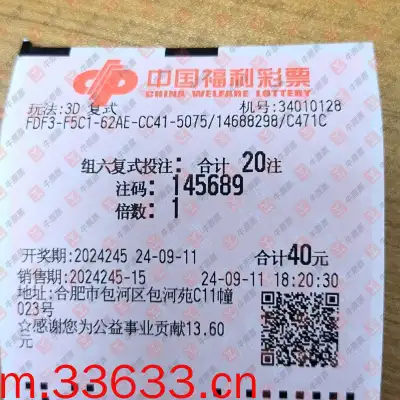 中国福利彩票
CHINA WELFARE LOTTERY
玩法:3D 复式 机号:34010128
FDF3-F5C1-62AE-CC41-5075/14688298/C471C
组六复式投注: 合计 20注
注码: 145689
倍数: 1
开奖期:2024245 24-09-11 合计40元
销售期:2024245-15 24-09-11 18:20:30
地址:合肥市包河区包河苑C11幢
023号
☆感谢您为公益事业贡献13.60
元
m.33633.cn